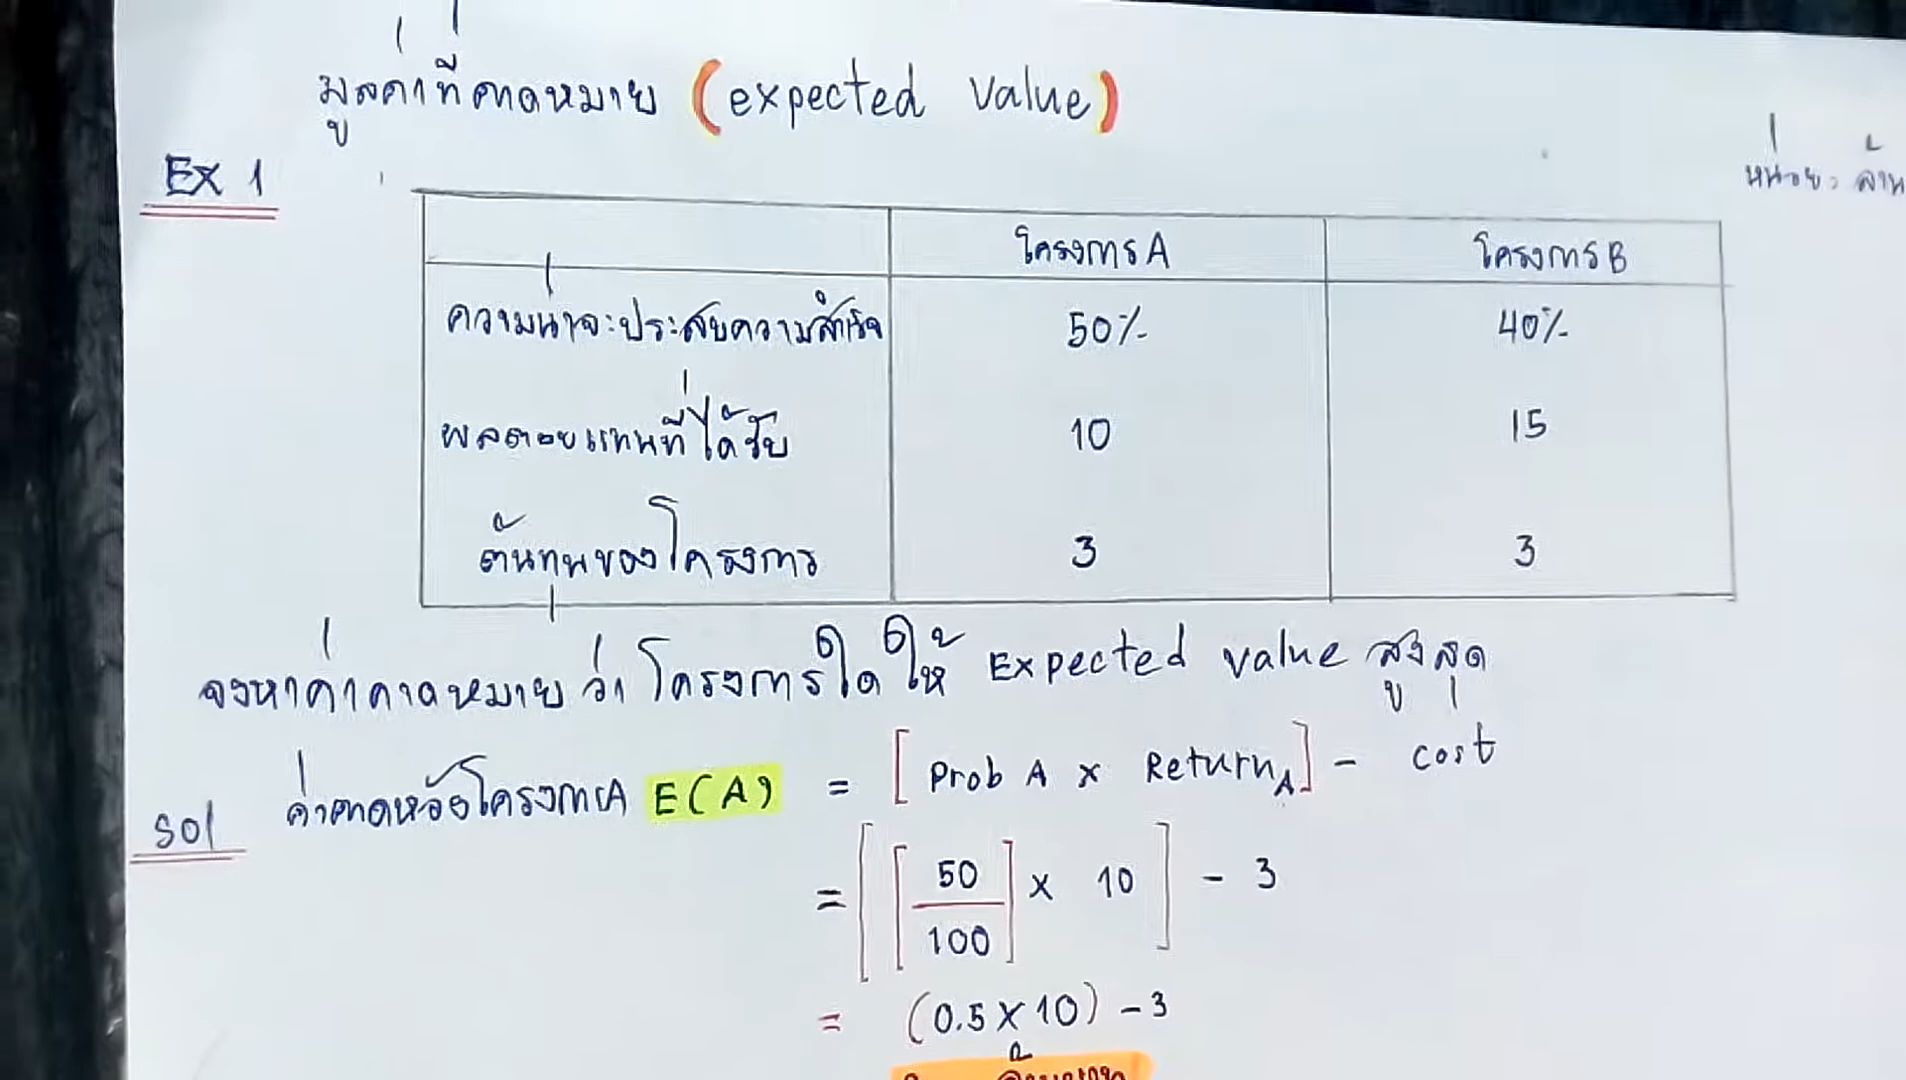 มูลค่าที่คาดหมาย (expected value)
หน่วย: ล้าน
EX 1
โครงการ A โครงการ B
ความน่าจะประสบความสำเร็จ 50% 40%
ผลตอบแทนที่ได้รับ 10 15
ต้นทุนของโครงการ 3 3
จงหาค่าคาดหมายว่าโครงการใดให้ Expected value สูงสุด
Sol ค่าคาดหวังโครงการA E(A) = [Prob A x Return A] - cost
= [[50/100] x 10] - 3
= (0.5 x 10) - 3